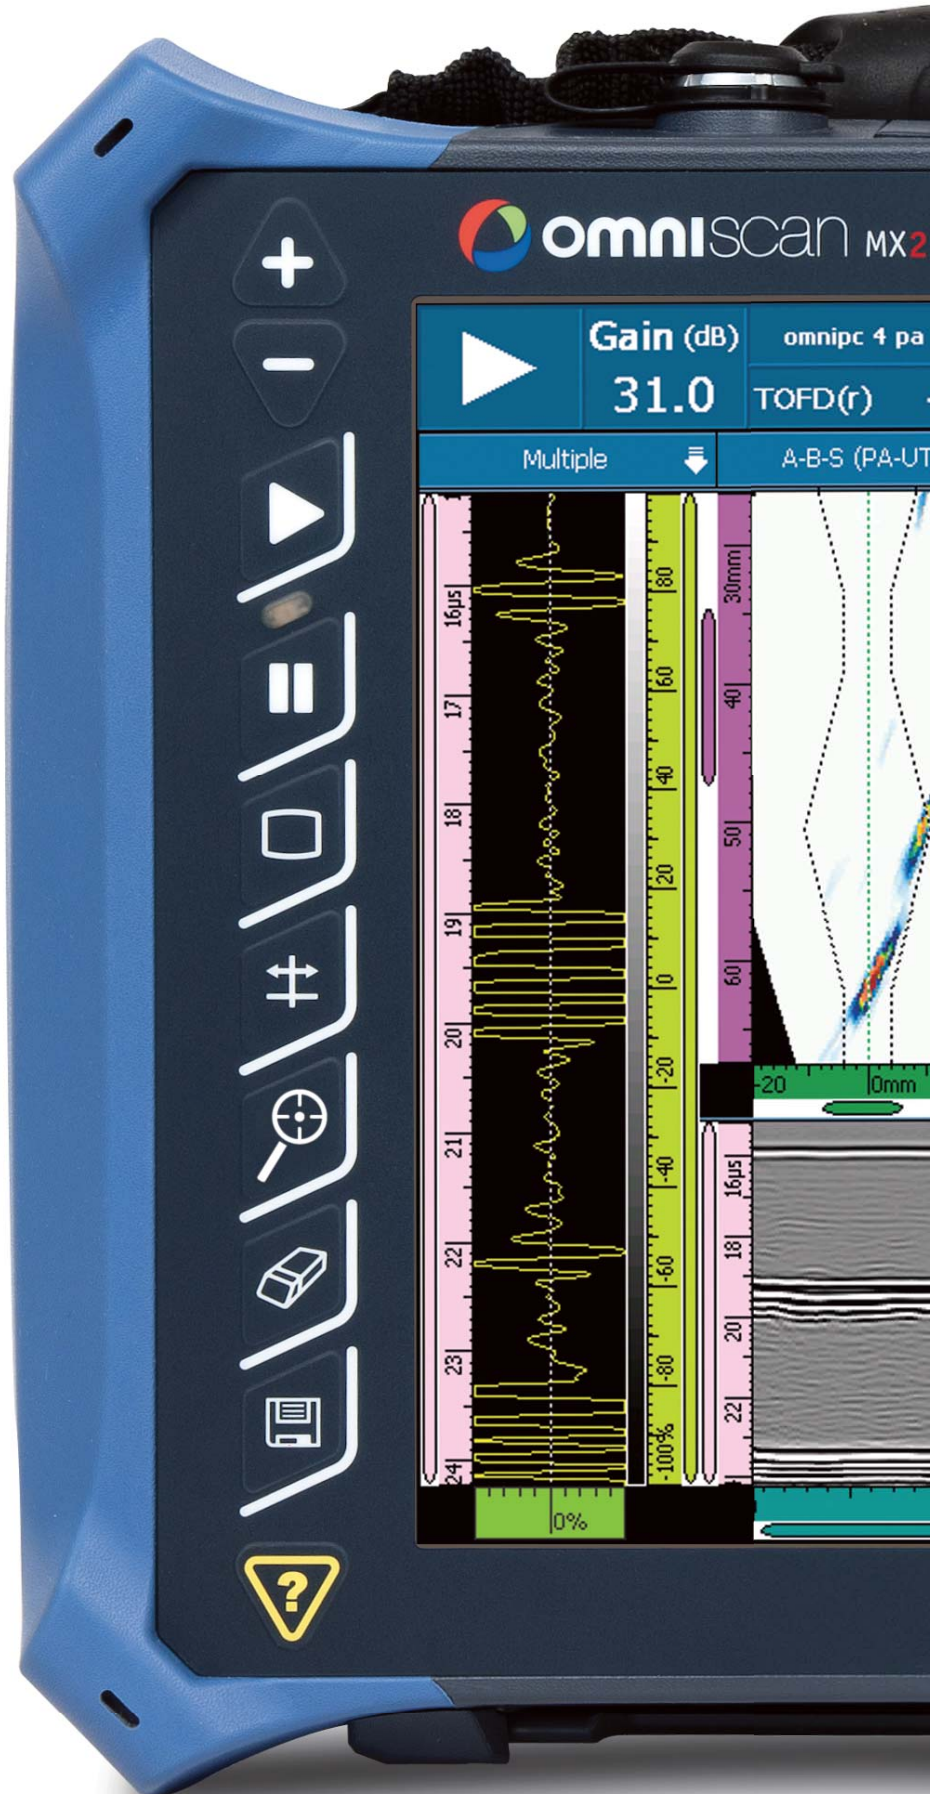 omniscan MX2
Gain (dB)
31.0
omnipc 4 pa
TOFD(r)
Multiple
A-B-S (PA-UT
16µs
17
18
19
20
21
22
23
24
80
60
40
20
0
-20
-40
-60
-80
-100%
0%
30mm
40
50
60
-20
0mm
16µs
18
20
22
?